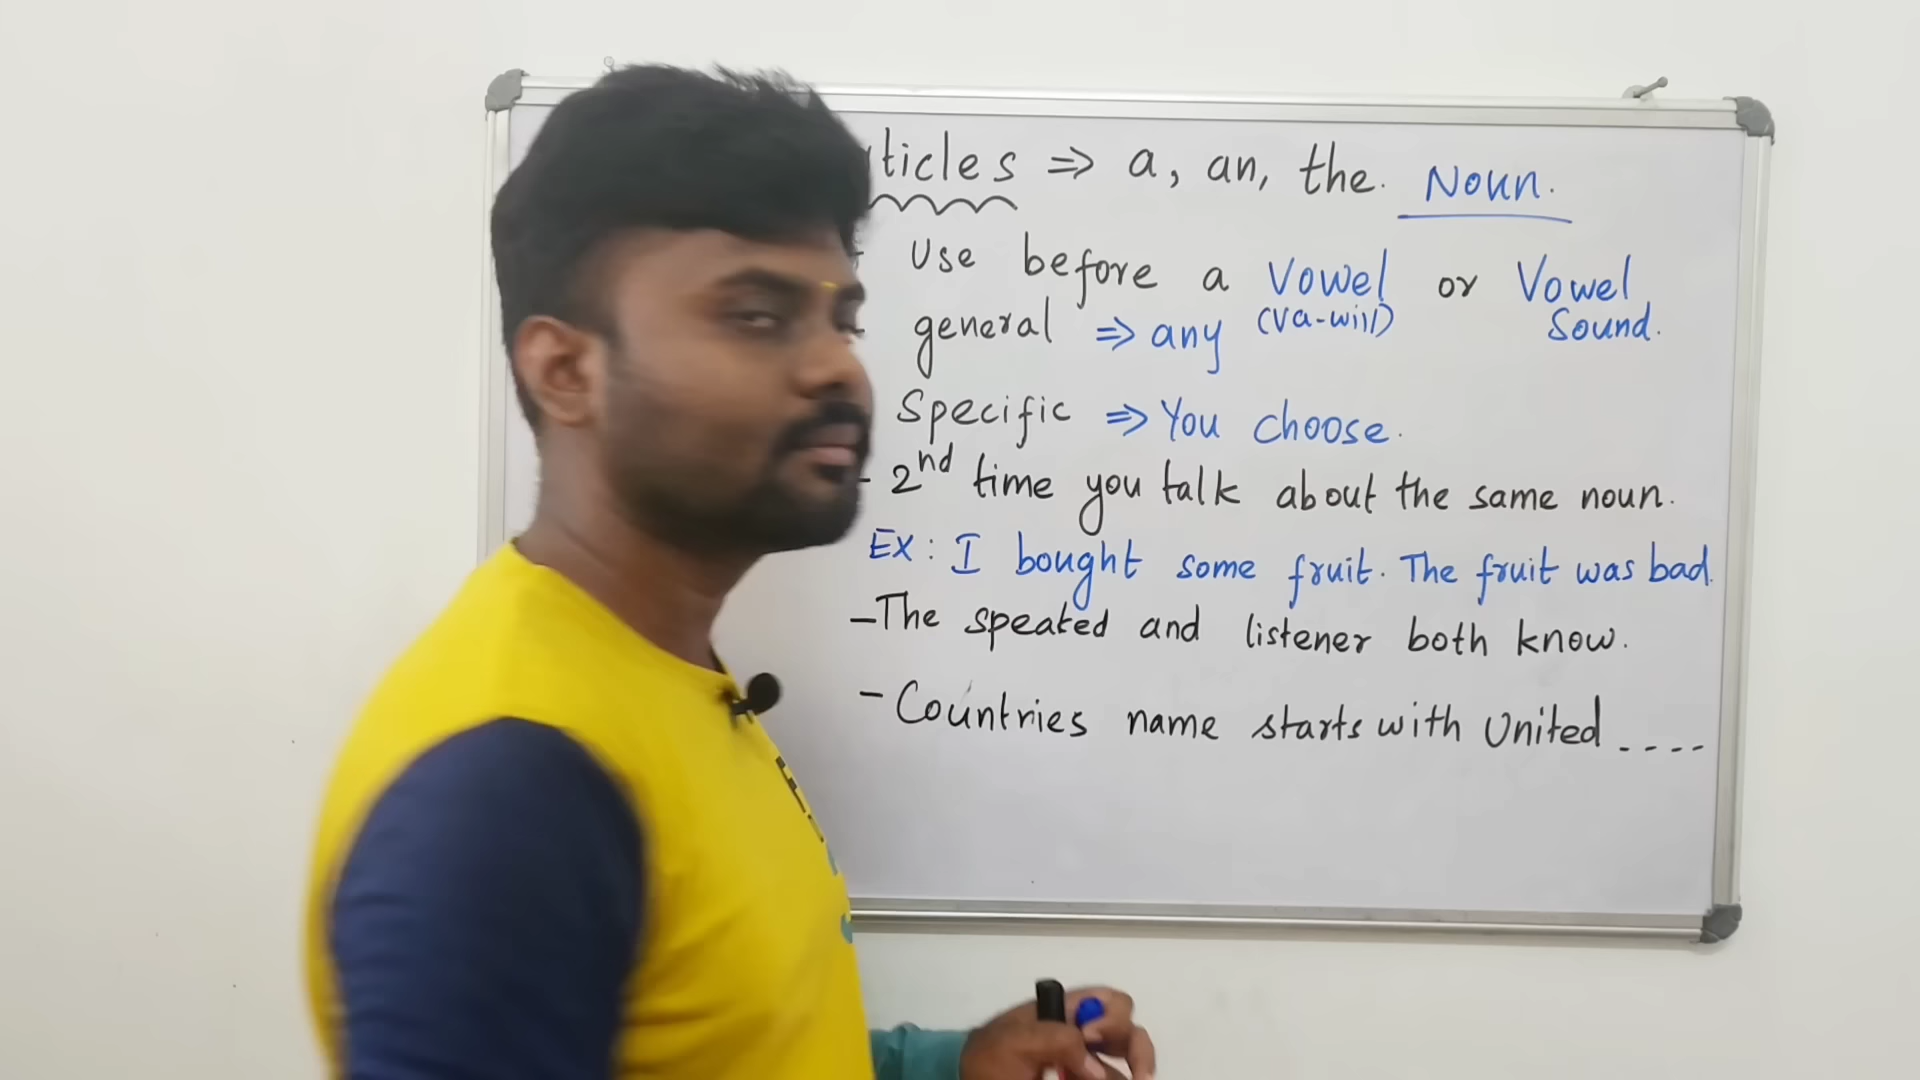 ticles ⇒ a, an, the. Noun.
Use before a Vowel or Vowel Sound.
(Va-will)
general ⇒ any
Specific ⇒ You choose.
- 2nd time you talk about the same noun.
Ex : I bought some fruit. The fruit was bad.
- The speated and listener both know.
- Countries name starts with United ----